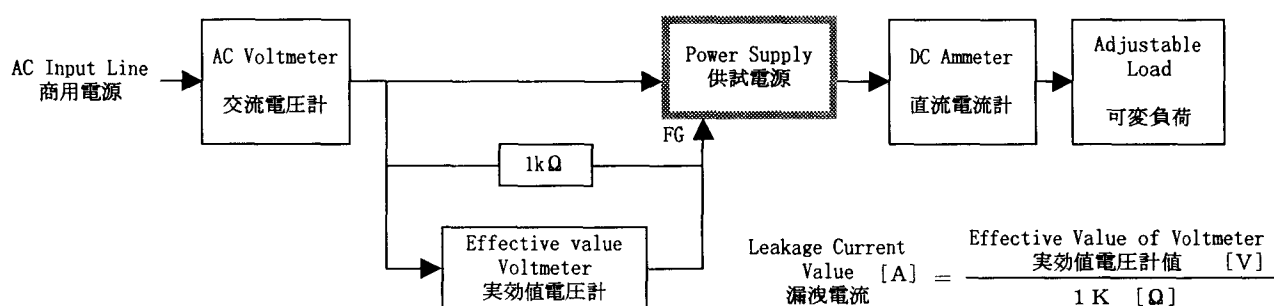 AC Input Line
商用電源
AC Voltmeter
交流電圧計
Power Supply
供試電源
FG
DC Ammeter
直流電流計
Adjustable
Load
可変負荷
1kΩ
Effective value
Voltmeter
実効値電圧計
Leakage Current
Value [A] =
漏洩電流
Effective Value of Voltmeter
実効値電圧計値 [V]
1 K [Ω]